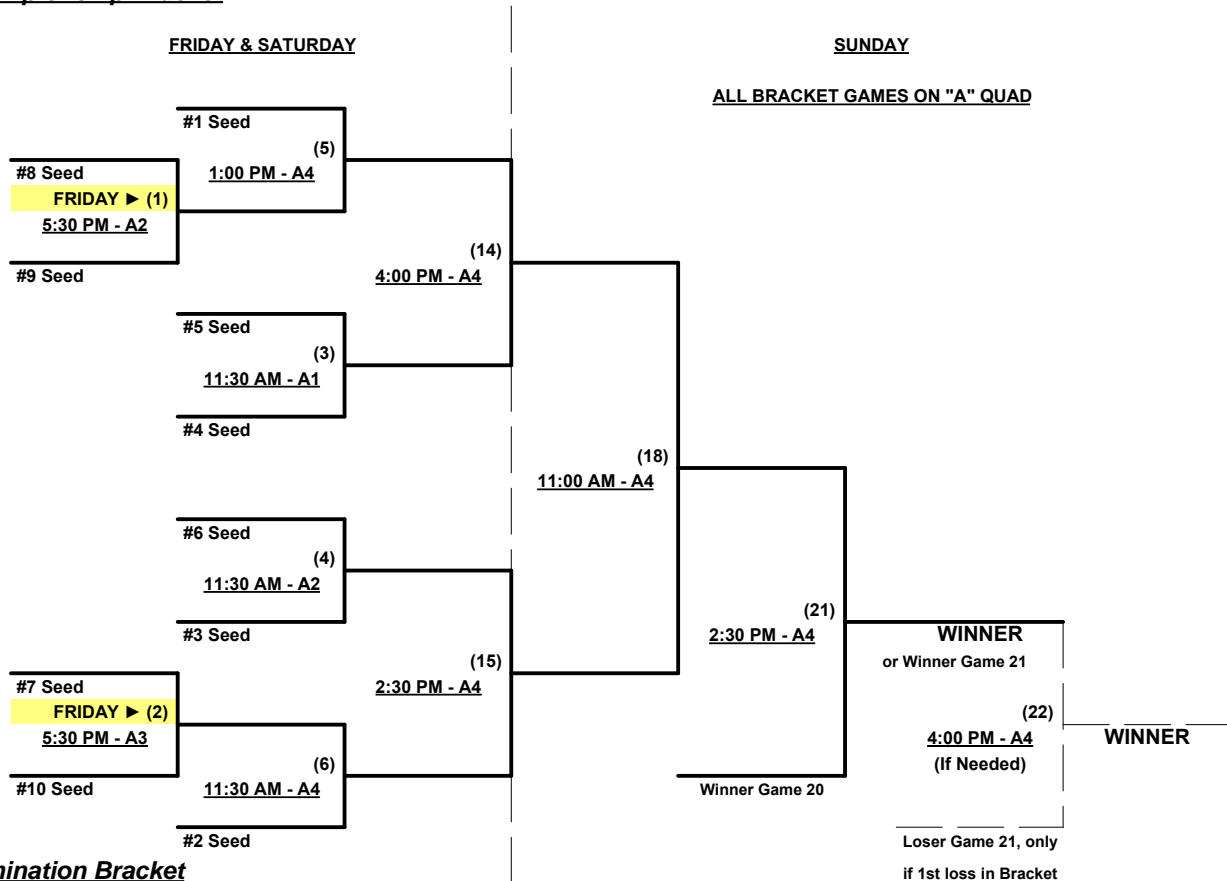 FRIDAY & SATURDAY
SUNDAY
ALL BRACKET GAMES ON "A" QUAD
#1 Seed
(5)
1:00 PM - A4
#8 Seed
FRIDAY ► (1)
5:30 PM - A2
#9 Seed
(14)
4:00 PM - A4
#5 Seed
(3)
11:30 AM - A1
#4 Seed
(18)
11:00 AM - A4
#6 Seed
(4)
11:30 AM - A2
#3 Seed
(15)
2:30 PM - A4
#7 Seed
FRIDAY ► (2)
5:30 PM - A3
#10 Seed
(6)
11:30 AM - A4
#2 Seed
(21)
2:30 PM - A4
Winner Game 20
WINNER
or Winner Game 21
(22)
4:00 PM - A4
(If Needed)
WINNER
Loser Game 21, only
if 1st loss in Bracket
mination Bracket